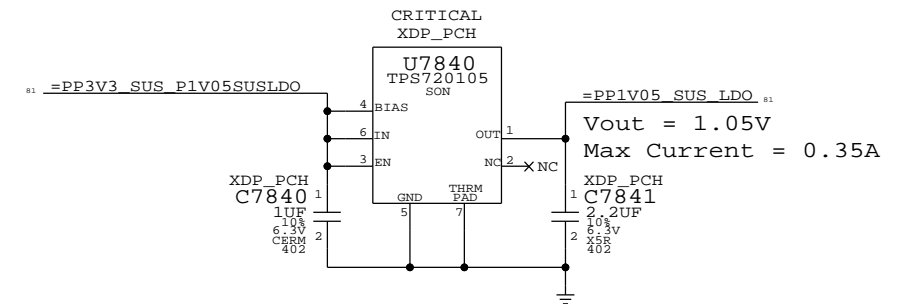 CRITICAL
XDP_PCH
U7840
TPS720105
SON
81 =PP3V3_SUS_P1V05SUSLDO
=PP1V05_SUS_LDO 81
4 BIAS
Vout = 1.05V
6 IN
OUT 1
Max Current = 0.35A
3 EN
NC 2 NC
XDP_PCH
C7840 1
1UF
10%
6.3V
CERM 2
402
GND
5
THRM
PAD
7
XDP_PCH
1 C7841
2.2UF
10%
6.3V
2 X5R
402